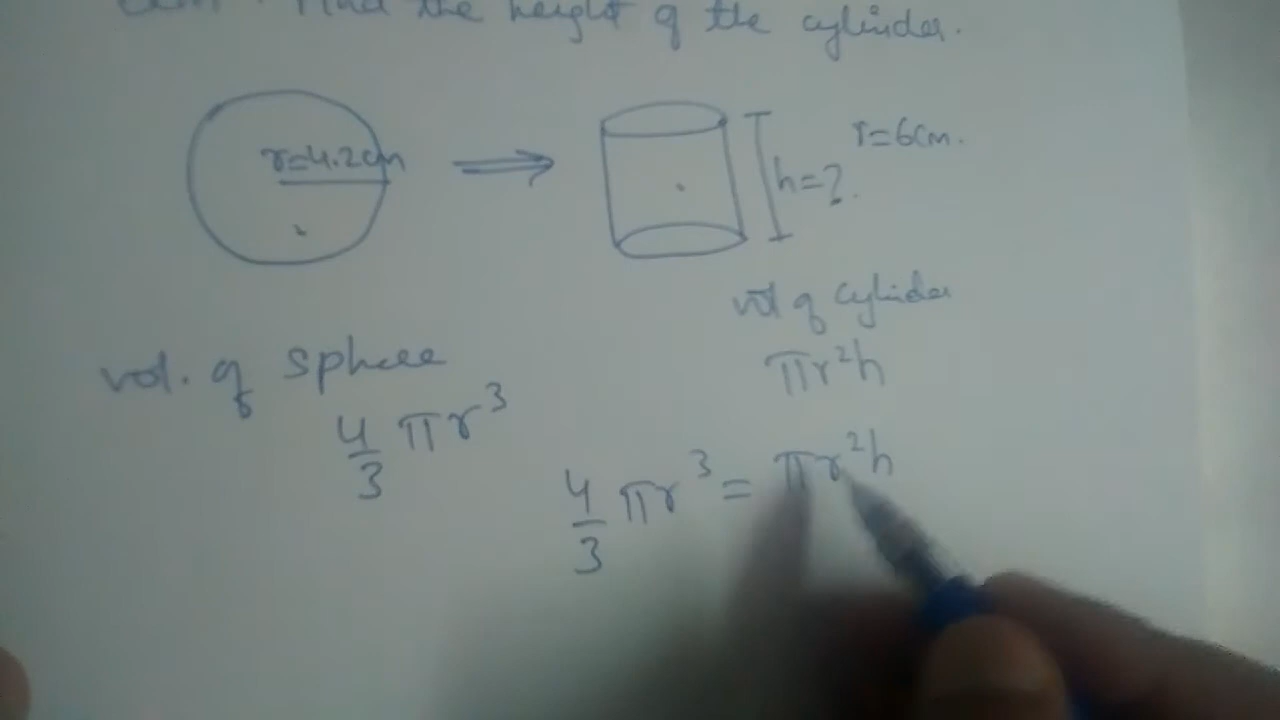 Find the height of the cylinder.
r=4.2cm
h=?
r=6cm.
vol of cylinder
πr²h
vol. of sphere
4/3 πr³
4/3 πr³ = πr²h